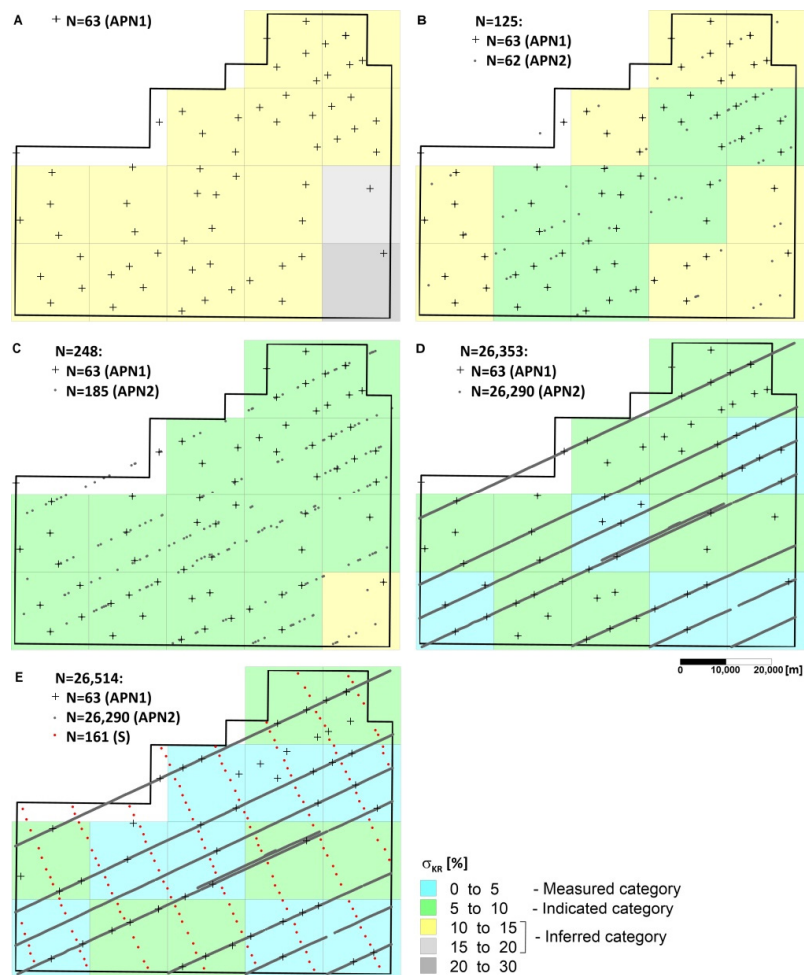 A
+ N=63 (APN1)
B
N=125:
+ N=63 (APN1)
• N=62 (APN2)
C
N=248:
+ N=63 (APN1)
• N=185 (APN2)
D
N=26,353:
+ N=63 (APN1)
• N=26,290 (APN2)
0 10,000 20,000 [m]
E
N=26,514:
+ N=63 (APN1)
• N=26,290 (APN2)
• N=161 (S)
σKR [%]
0 to 5 - Measured category
5 to 10 - Indicated category
10 to 15
15 to 20 - Inferred category
20 to 30